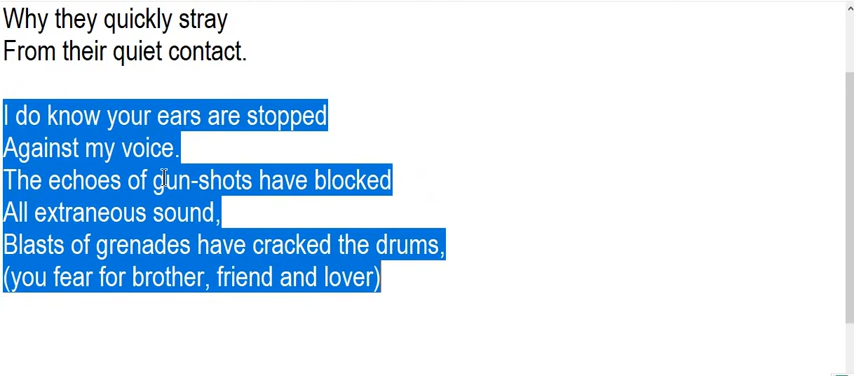 Why they quickly stray
From their quiet contact.
I do know your ears are stopped
Against my voice.
The echoes of gun-shots have blocked
All extraneous sound,
Blasts of grenades have cracked the drums,
(you fear for brother, friend and lover)